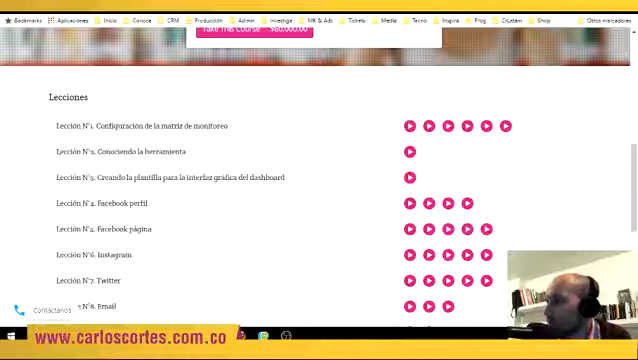 Bookmarks Aplicaciones Inicio Conoce CRM Producción Admin Investiga MK & Ads Tickets Medie Tecno Inspira Prog CrLatam Shop Otros marcadores
Take This Course $60,000.00
Lecciones
Lección N°1. Configuración de la matriz de monitoreo
Lección N°2. Conociendo la herramienta
Lección N°3. Creando la plantilla para la interfaz gráfica del dashboard
Lección N°4. Facebook perfil
Lección N°5. Facebook página
Lección N°6. Instagram
Lección N°7. Twitter
N°8. Email
Contáctanos
www.carloscortes.com.co